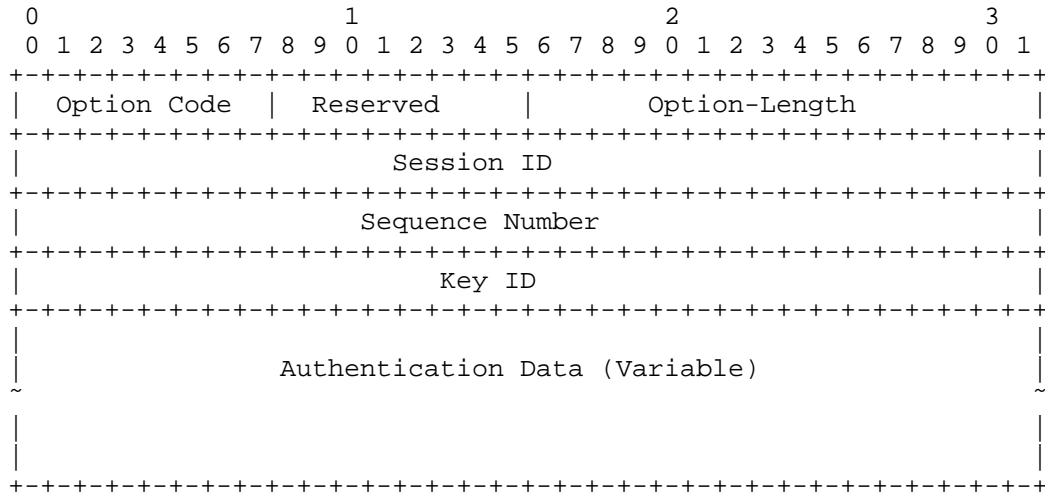 0                   1                   2                   3
 0 1 2 3 4 5 6 7 8 9 0 1 2 3 4 5 6 7 8 9 0 1 2 3 4 5 6 7 8 9 0 1
+-+-+-+-+-+-+-+-+-+-+-+-+-+-+-+-+-+-+-+-+-+-+-+-+-+-+-+-+-+-+-+-+
|  Option Code  |  Reserved     |       Option-Length           |
+-+-+-+-+-+-+-+-+-+-+-+-+-+-+-+-+-+-+-+-+-+-+-+-+-+-+-+-+-+-+-+-+
|                       Session ID                              |
+-+-+-+-+-+-+-+-+-+-+-+-+-+-+-+-+-+-+-+-+-+-+-+-+-+-+-+-+-+-+-+-+
|                     Sequence Number                           |
+-+-+-+-+-+-+-+-+-+-+-+-+-+-+-+-+-+-+-+-+-+-+-+-+-+-+-+-+-+-+-+-+
|                          Key ID                               |
+-+-+-+-+-+-+-+-+-+-+-+-+-+-+-+-+-+-+-+-+-+-+-+-+-+-+-+-+-+-+-+-+
|                                                               |
|                Authentication Data (Variable)                 |
~                                                               ~
|                                                               |
|                                                               |
+-+-+-+-+-+-+-+-+-+-+-+-+-+-+-+-+-+-+-+-+-+-+-+-+-+-+-+-+-+-+-+-+